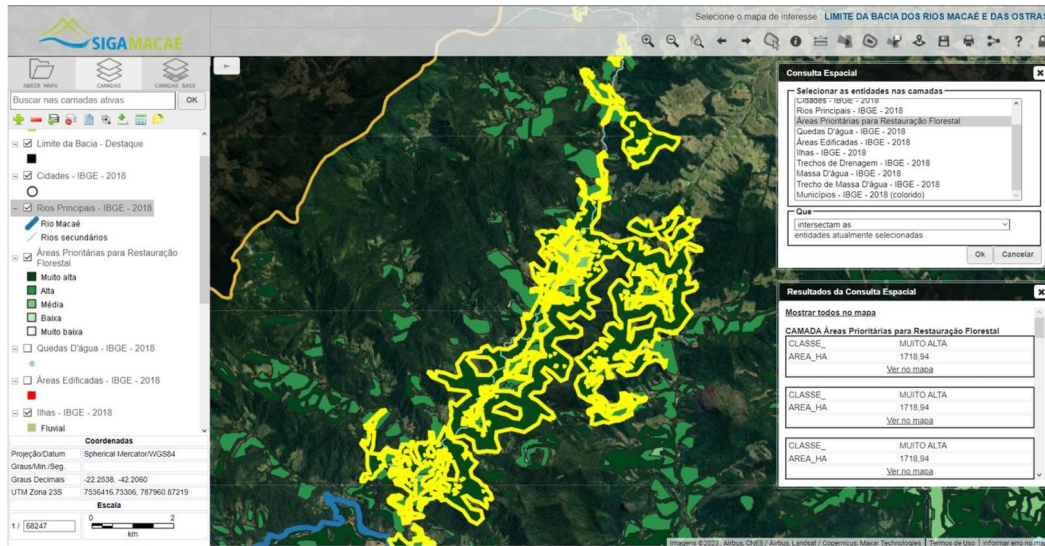 Selecione o mapa de interesse : LIMITE DA BACIA DOS RIOS MACAÉ E DAS OSTRAS
SIGAMACAÉ
ABRIR MAPA
CAMADAS
CAMADAS BASE
Buscar nas camadas ativas
OK
Limite da Bacia - Destaque
Cidades - IBGE - 2018
Rios Principais - IBGE - 2018
Rio Macaé
Rios secundários
Áreas Prioritárias para Restauração
Florestal
Muito alta
Alta
Média
Baixa
Muito baixa
Quedas D'água - IBGE - 2018
Áreas Edificadas - IBGE - 2018
Ilhas - IBGE - 2018
Fluvial
Coordenadas
Projeção/Datum Spherical Mercator/WGS84
Graus/Min./Seg.
Graus Decimais -22.2538, -42.2060
UTM Zona 23S 7536416.73306, 787960.87219
Escala
1 / 68247
0 2
km
Consulta Espacial
Selecionar as entidades nas camadas
Cidades - IBGE - 2018
Rios Principais - IBGE - 2018
Áreas Prioritárias para Restauração Florestal
Quedas D'água - IBGE - 2018
Áreas Edificadas - IBGE - 2018
Ilhas - IBGE - 2018
Trechos de Drenagem - IBGE - 2018
Massa D'água - IBGE - 2018
Trecho de Massa D'água - IBGE - 2018
Municípios - IBGE - 2018 (colorido)
Que
intersectam as
entidades atualmente selecionadas
Ok Cancelar
Resultados da Consulta Espacial
Mostrar todos no mapa
CAMADA Áreas Prioritárias para Restauração Florestal
CLASSE_ MUITO ALTA
AREA_HA 1718,94
Ver no mapa
CLASSE_ MUITO ALTA
AREA_HA 1718,94
Ver no mapa
CLASSE_ MUITO ALTA
AREA_HA 1718,94
Ver no mapa
Imagens ©2023 , Airbus, CNES / Airbus, Landsat / Copernicus, Maxar Technologies Termos de Uso Informar erro no map